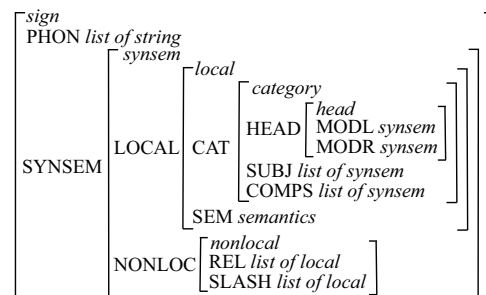 sign
PHON list of string
synsem
local
category
head
HEAD MODL synsem
MODR synsem
LOCAL CAT
SUBJ list of synsem
SYNSEM
COMPS list of synsem
SEM semantics
nonlocal
NONLOC REL list of local
SLASH list of local